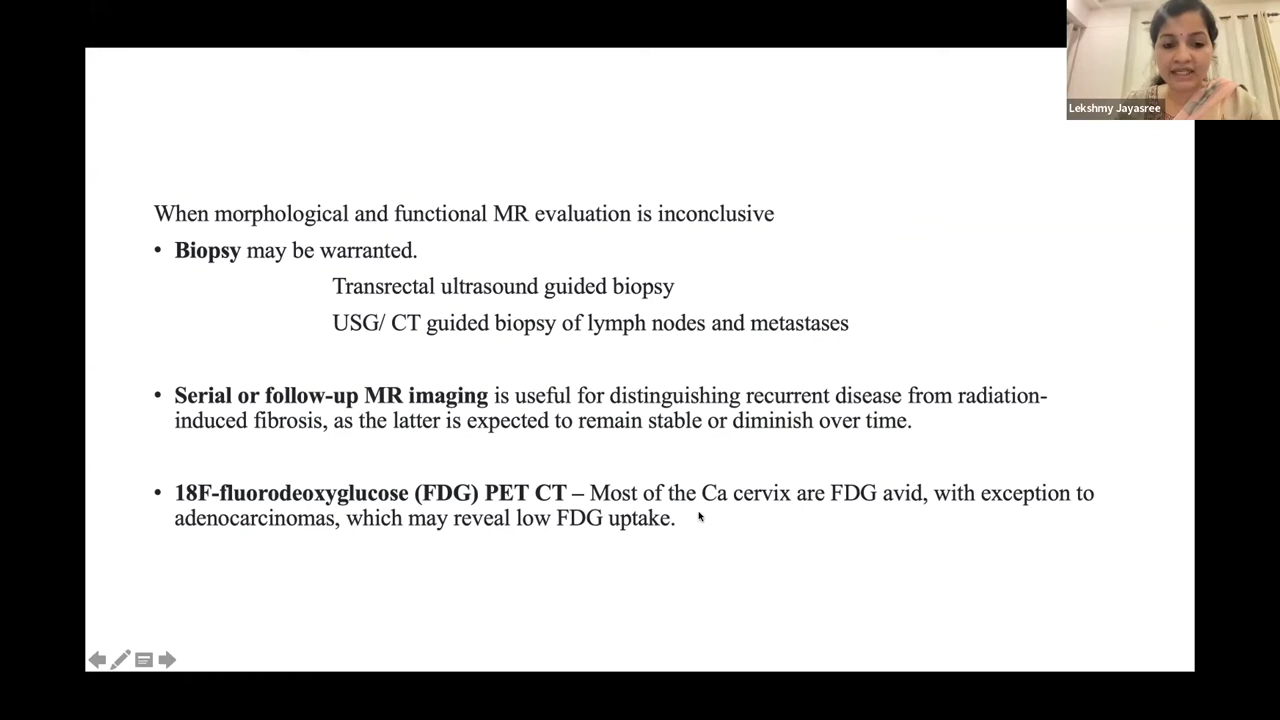 Lekshmy Jayasree
When morphological and functional MR evaluation is inconclusive
• Biopsy may be warranted.
Transrectal ultrasound guided biopsy
USG/ CT guided biopsy of lymph nodes and metastases
• Serial or follow-up MR imaging is useful for distinguishing recurrent disease from radiation-
induced fibrosis, as the latter is expected to remain stable or diminish over time.
• 18F-fluorodeoxyglucose (FDG) PET CT – Most of the Ca cervix are FDG avid, with exception to
adenocarcinomas, which may reveal low FDG uptake.